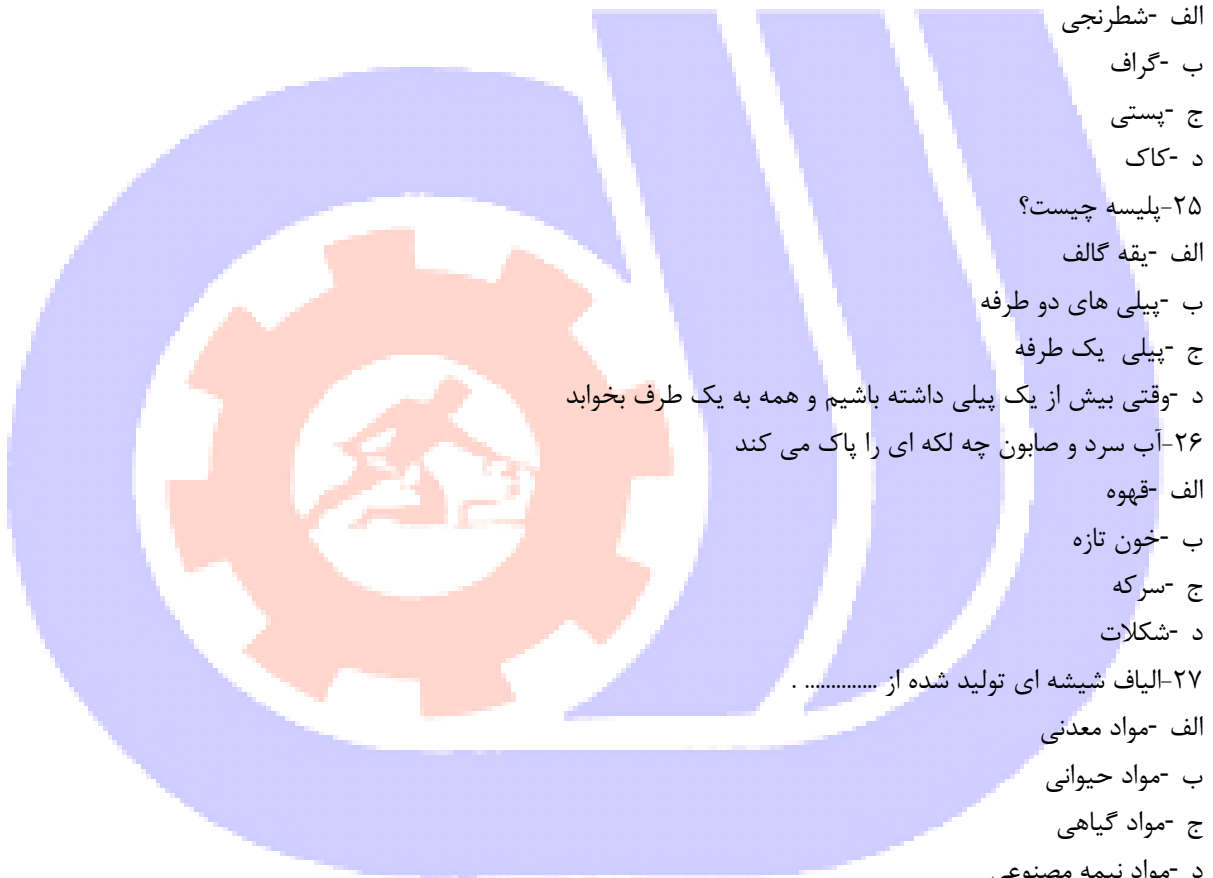 الف -شطرنجی
ب -گراف
ج -پستی
د -کاک
۲۵-پلیسه چیست؟
الف -یقه گالف
ب -پیلی های دو طرفه
ج -پیلی یک طرفه
د -وقتی بیش از یک پیلی داشته باشیم و همه به یک طرف بخوابد
۲۶-آب سرد و صابون چه لکه ای را پاک می کند
الف -قهوه
ب -خون تازه
ج -سرکه
د -شکلات
۲۷-الیاف شیشه ای تولید شده از .............. .
الف -مواد معدنی
ب -مواد حیوانی
ج -مواد گیاهی
د -مواد نیمه مصنوعی